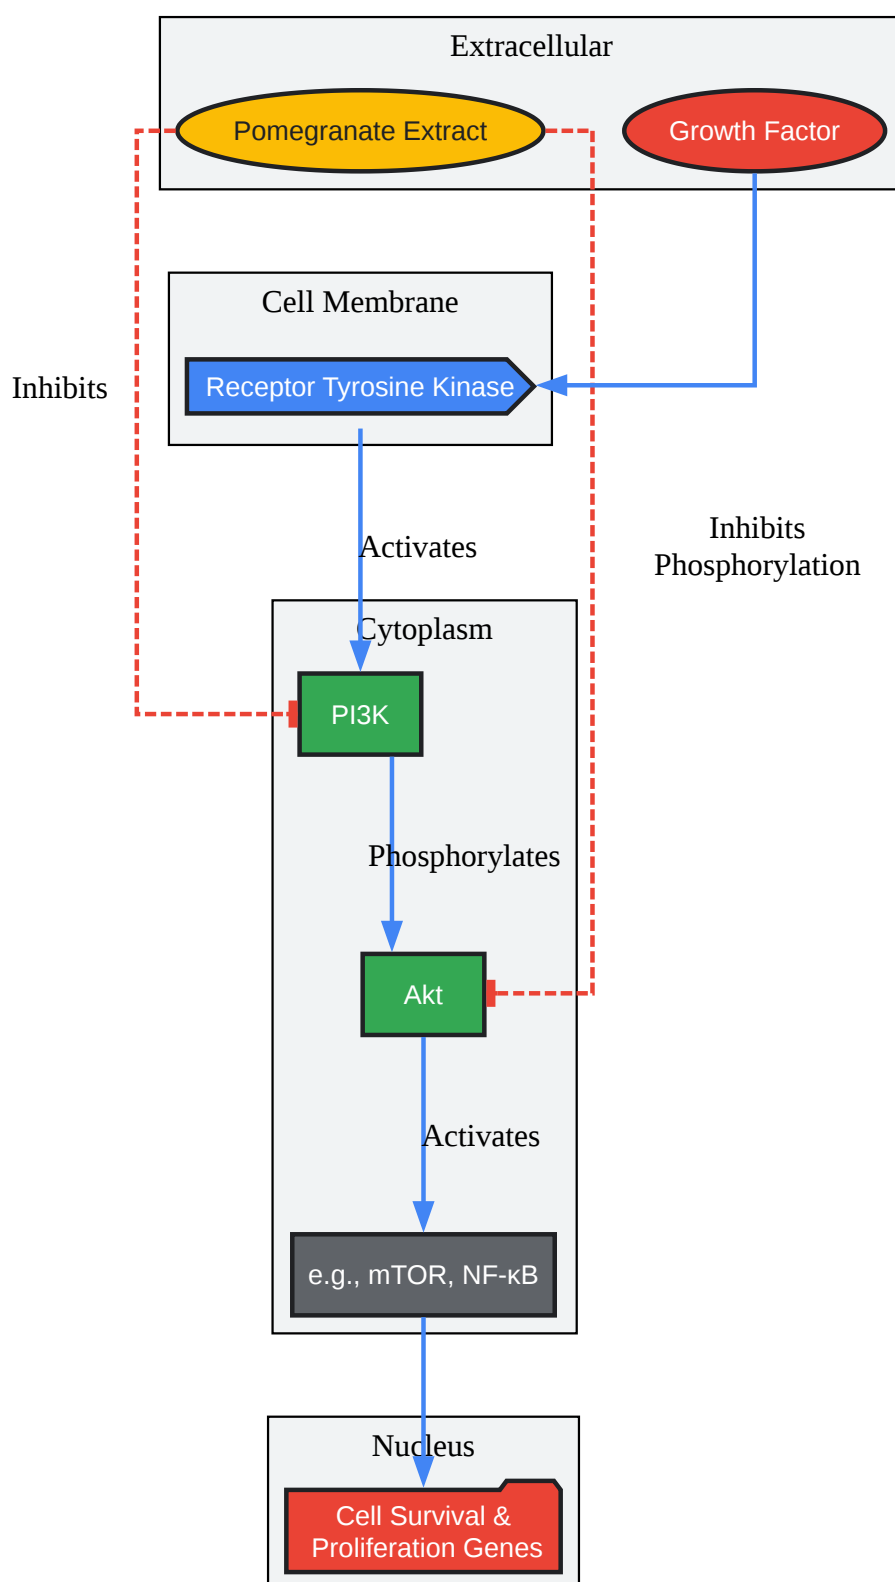 Extracellular
Pomegranate Extract
Growth Factor
Cell Membrane
Receptor Tyrosine Kinase
Inhibits
Inhibits
Phosphorylation
Activates
Cytoplasm
PI3K
Phosphorylates
Akt
Activates
e.g., mTOR, NF-κB
Nucleus
Cell Survival &
Proliferation Genes